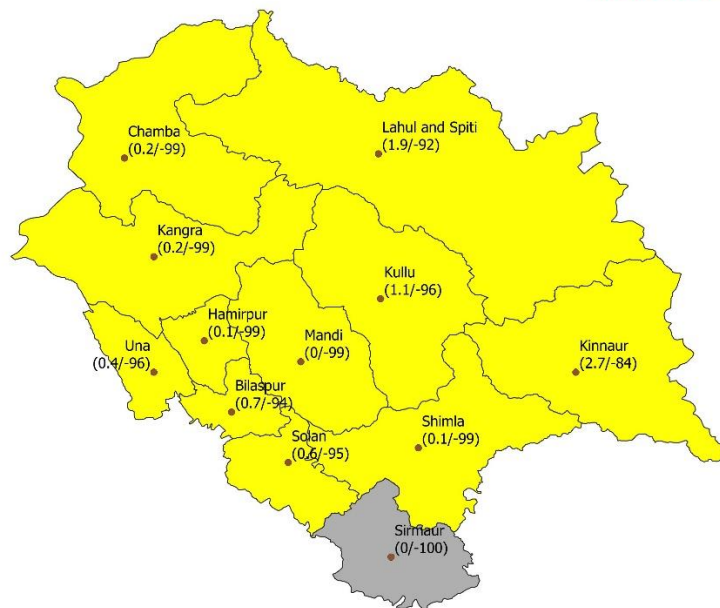 Chamba
(0.2/-99)
Lahul and Spiti
(1.9/-92)
Kangra
(0.2/-99)
Kullu
(1.1/-96)
Hamirpur
(0.1/-99)
Una
(0.4/-96)
Mandi
(0/-99)
Kinnaur
(2.7/-84)
Bilaspur
(0.7/-94)
Shimla
(0.1/-99)
Solan
(0.6/-95)
Sirmaur
(0/-100)